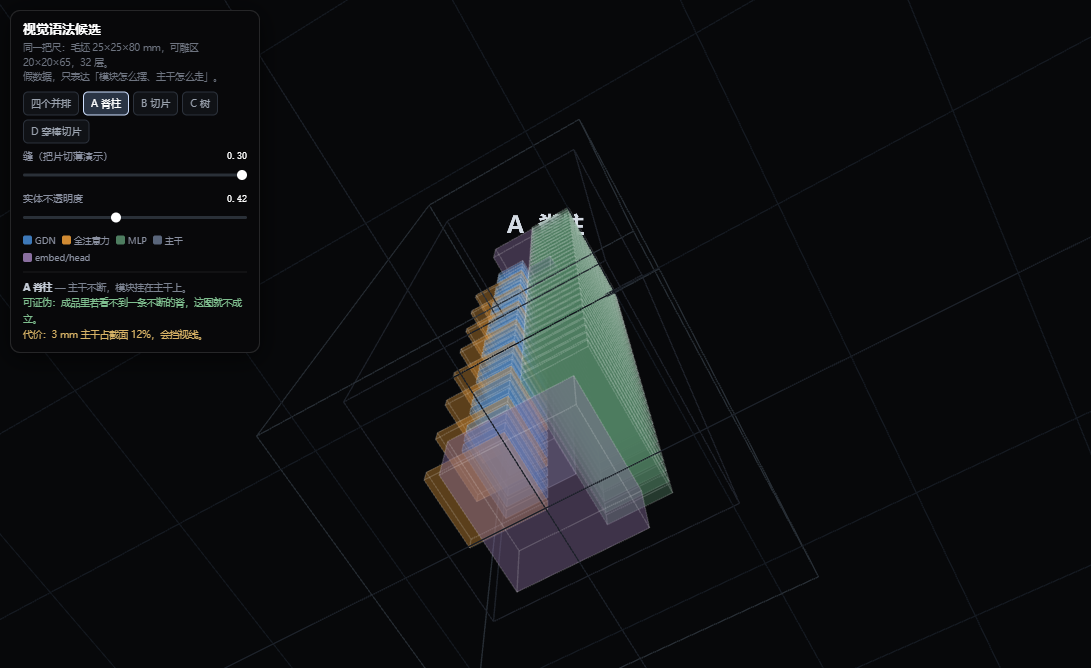 视觉语法候选
同一把尺：毛坯 25×25×80 mm，可雕区
20×20×65，32 层。
假数据，只表达「模块怎么摆、主干怎么走」。
四个并排 A 脊柱 B 切片 C 树
D 穿棒切片
缝（把片切薄演示） 0.30
实体不透明度 0.42
GDN 全注意力 MLP 主干
embed/head
A 脊柱 — 主干不断，模块挂在主干上。
可证伪：成品里若看不到一条不断的脊，这图就不成
立。
代价：3 mm 主干占截面 12%，会挡视线。
A 脊柱